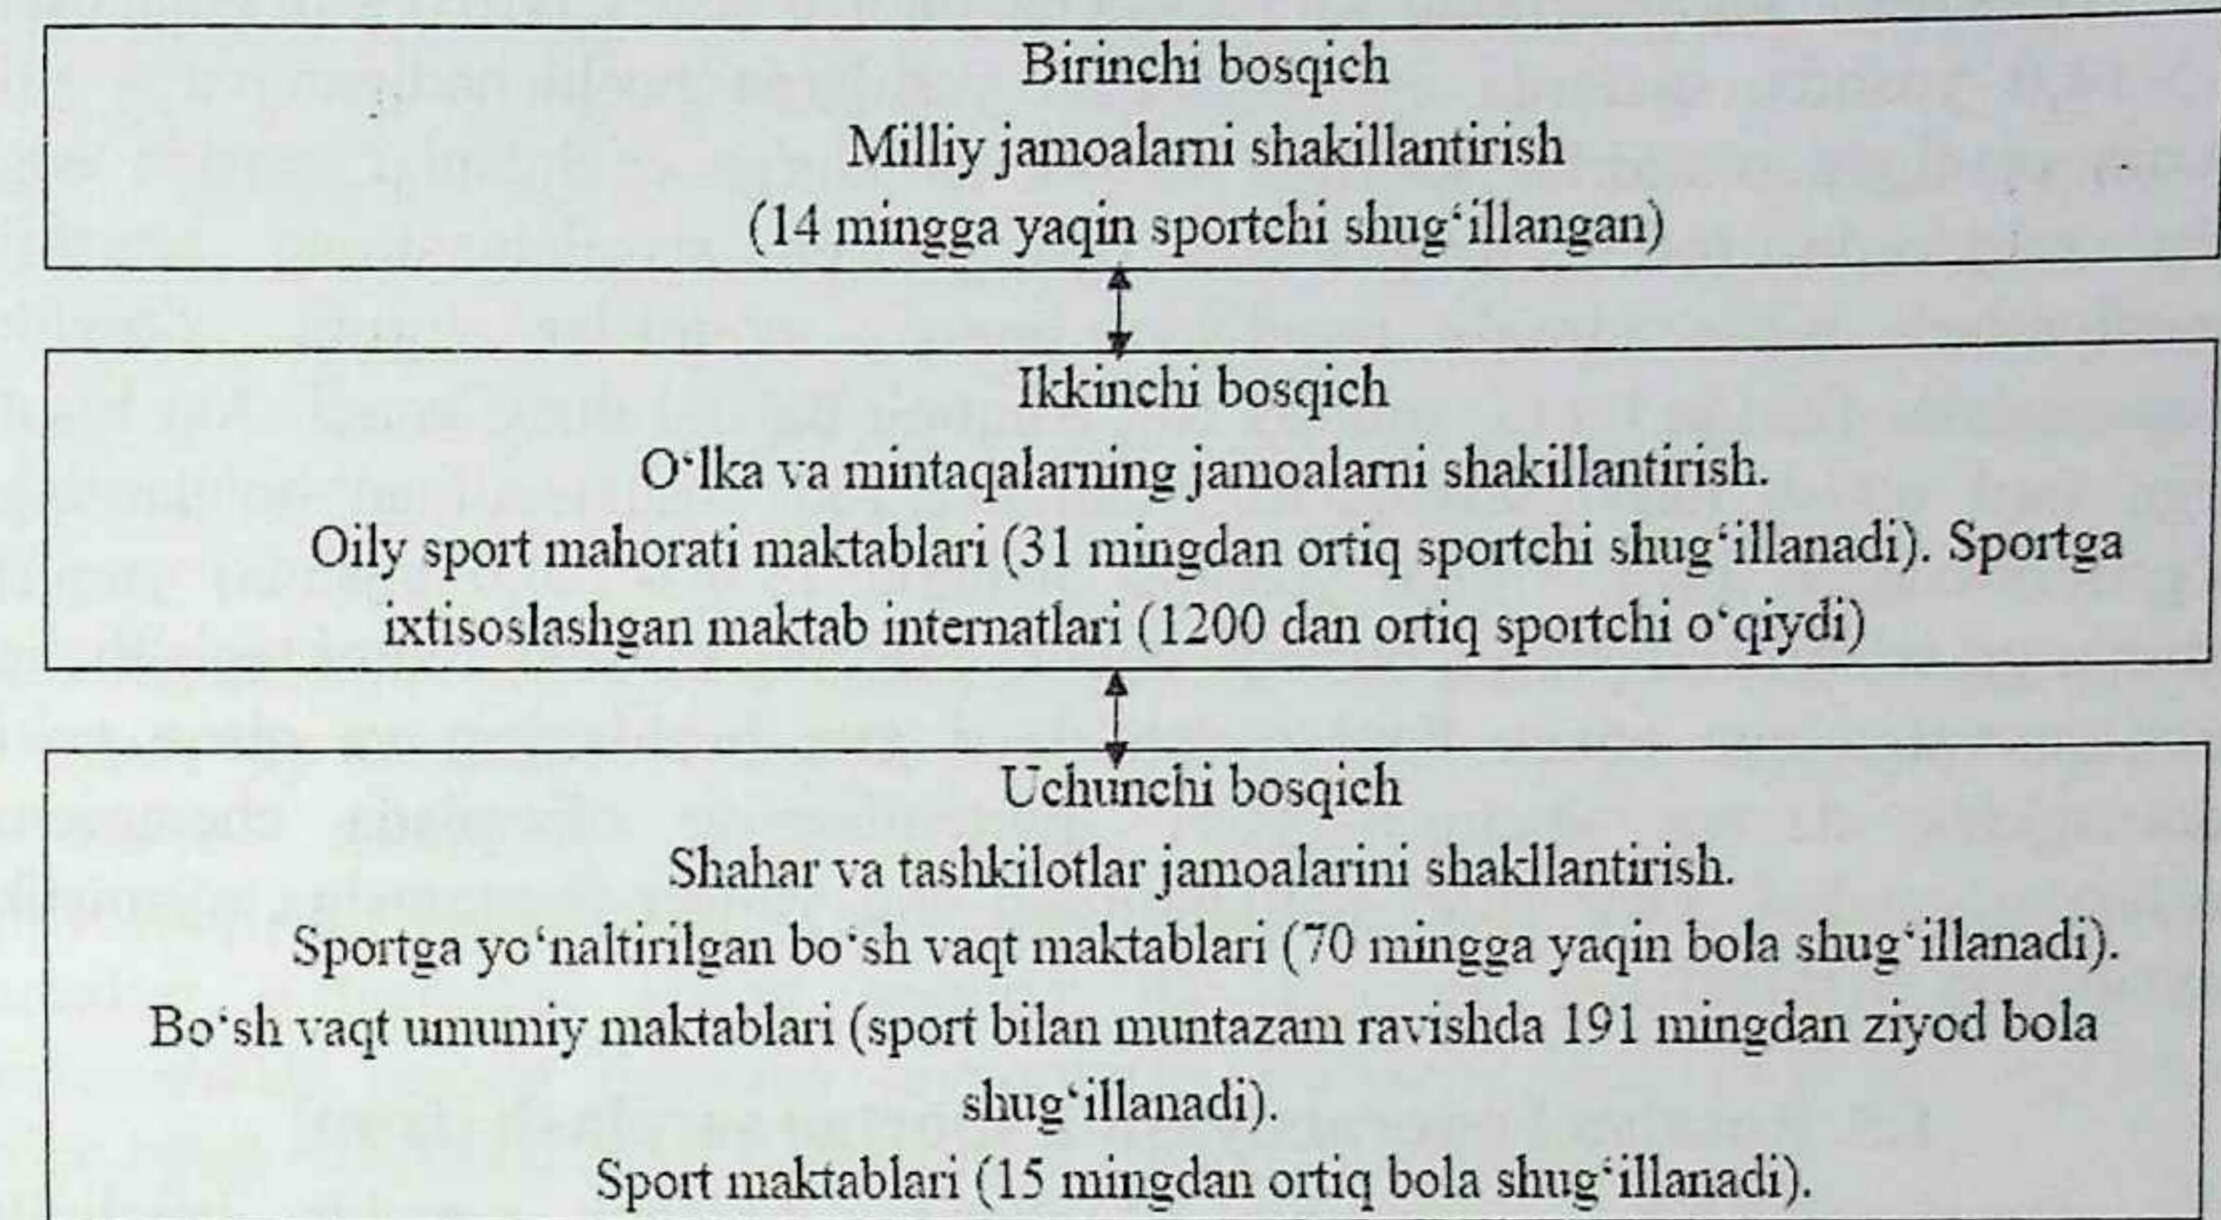 Birinchi bosqich
Milliy jamoalarni shakillantirish
(14 mingga yaqin sportchi shug‘illangan)
Ikkinchi bosqich
O‘lka va mintaqalarning jamoalarni shakillantirish.
Oily sport mahorati maktablari (31 mingdan ortiq sportchi shug‘illanadi). Sportga
ixtisoslashgan maktab internatlari (1200 dan ortiq sportchi o‘qiydi)
Uchunchi bosqich
Shahar va tashkilotlar jamoalarini shakllantirish.
Sportga yo‘naltirilgan bo‘sh vaqt maktablari (70 mingga yaqin bola shug‘illanadi).
Bo‘sh vaqt umumiy maktablari (sport bilan muntazam ravishda 191 mingdan ziyod bola
shug‘illanadi).
Sport maktablari (15 mingdan ortiq bola shug‘illanadi).